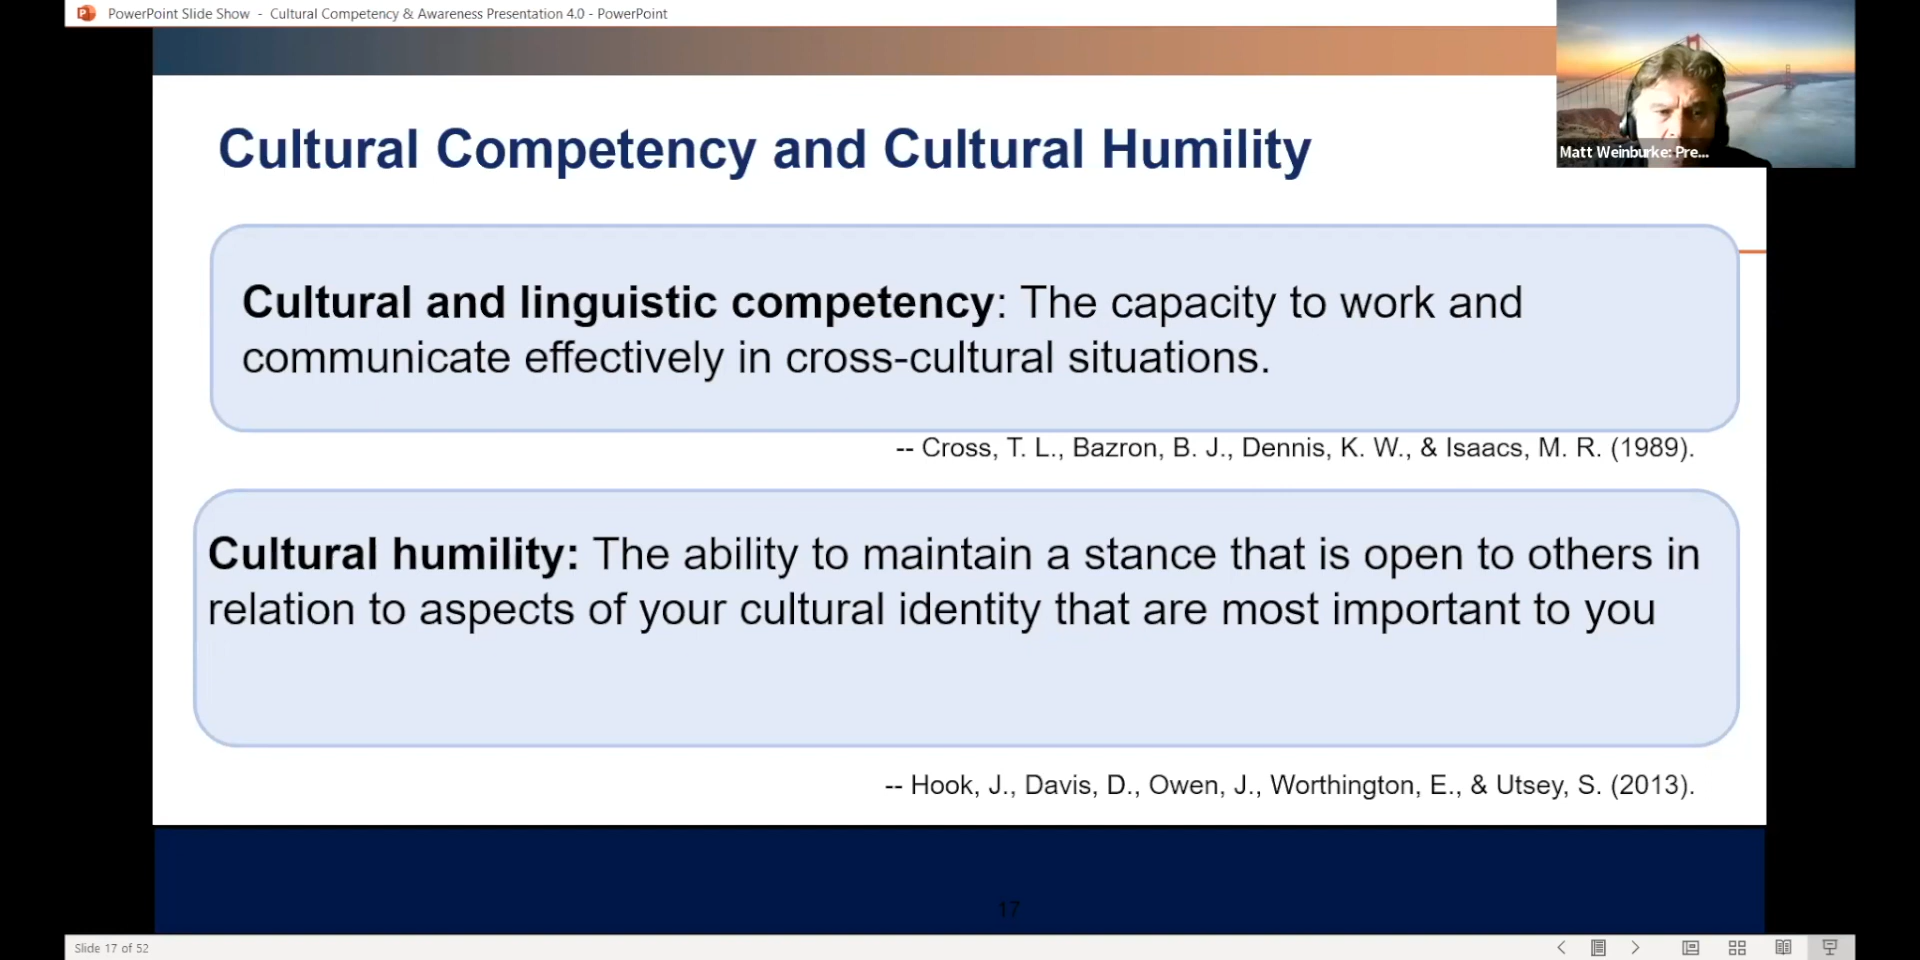 PowerPoint Slide Show - Cultural Competency & Awareness Presentation 4.0 - PowerPoint
Matt Weinburke: Pre...
Cultural Competency and Cultural Humility
Cultural and linguistic competency: The capacity to work and
communicate effectively in cross-cultural situations.
-- Cross, T. L., Bazron, B. J., Dennis, K. W., & Isaacs, M. R. (1989).
Cultural humility: The ability to maintain a stance that is open to others in
relation to aspects of your cultural identity that are most important to you
-- Hook, J., Davis, D., Owen, J., Worthington, E., & Utsey, S. (2013).
17
Slide 17 of 52